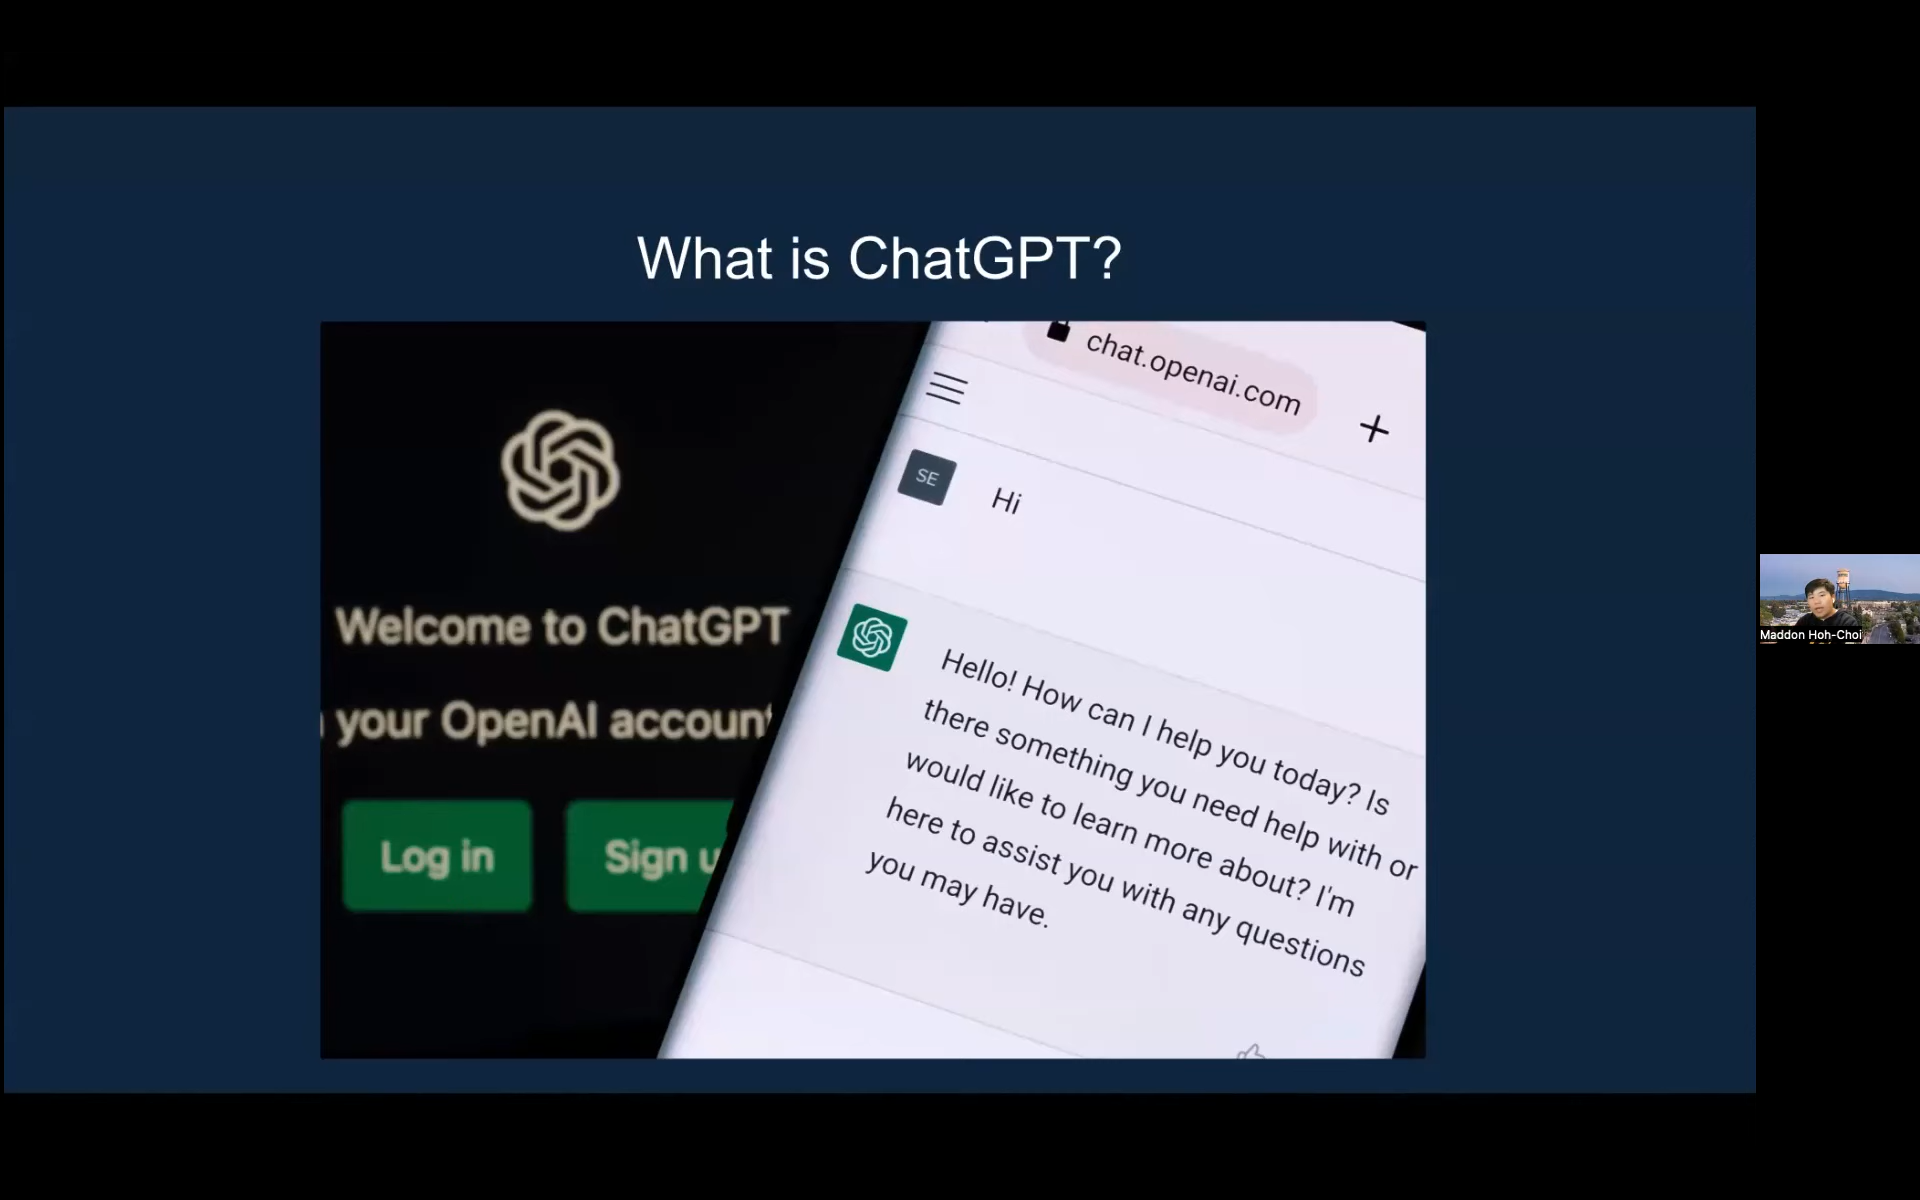 What is ChatGPT?
Welcome to ChatGPT
your OpenAI account
Log in
Sign u
chat.openai.com
SE
Hi
Hello! How can I help you today? Is
there something you need help with or
would like to learn more about? I'm
here to assist you with any questions
you may have.
Maddon Hoh-Choi